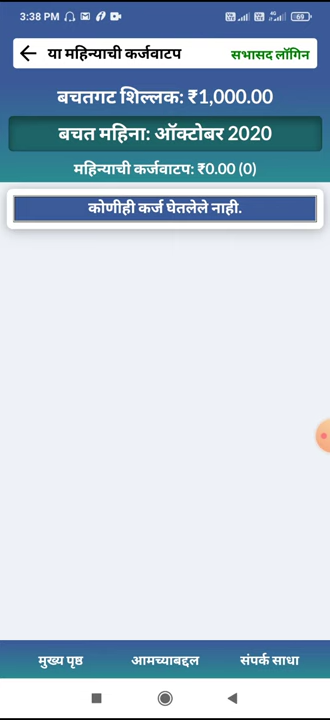 3:38 PM
69
या महिन्याची कर्जवाटप सभासद लॉगिन
बचतगट शिल्लक: ₹1,000.00
बचत महिना: ऑक्टोबर 2020
महिन्याची कर्जवाटप: ₹0.00 (0)
कोणीही कर्ज घेतलेले नाही.
मुख्य पृष्ठ आमच्याबद्दल संपर्क साधा